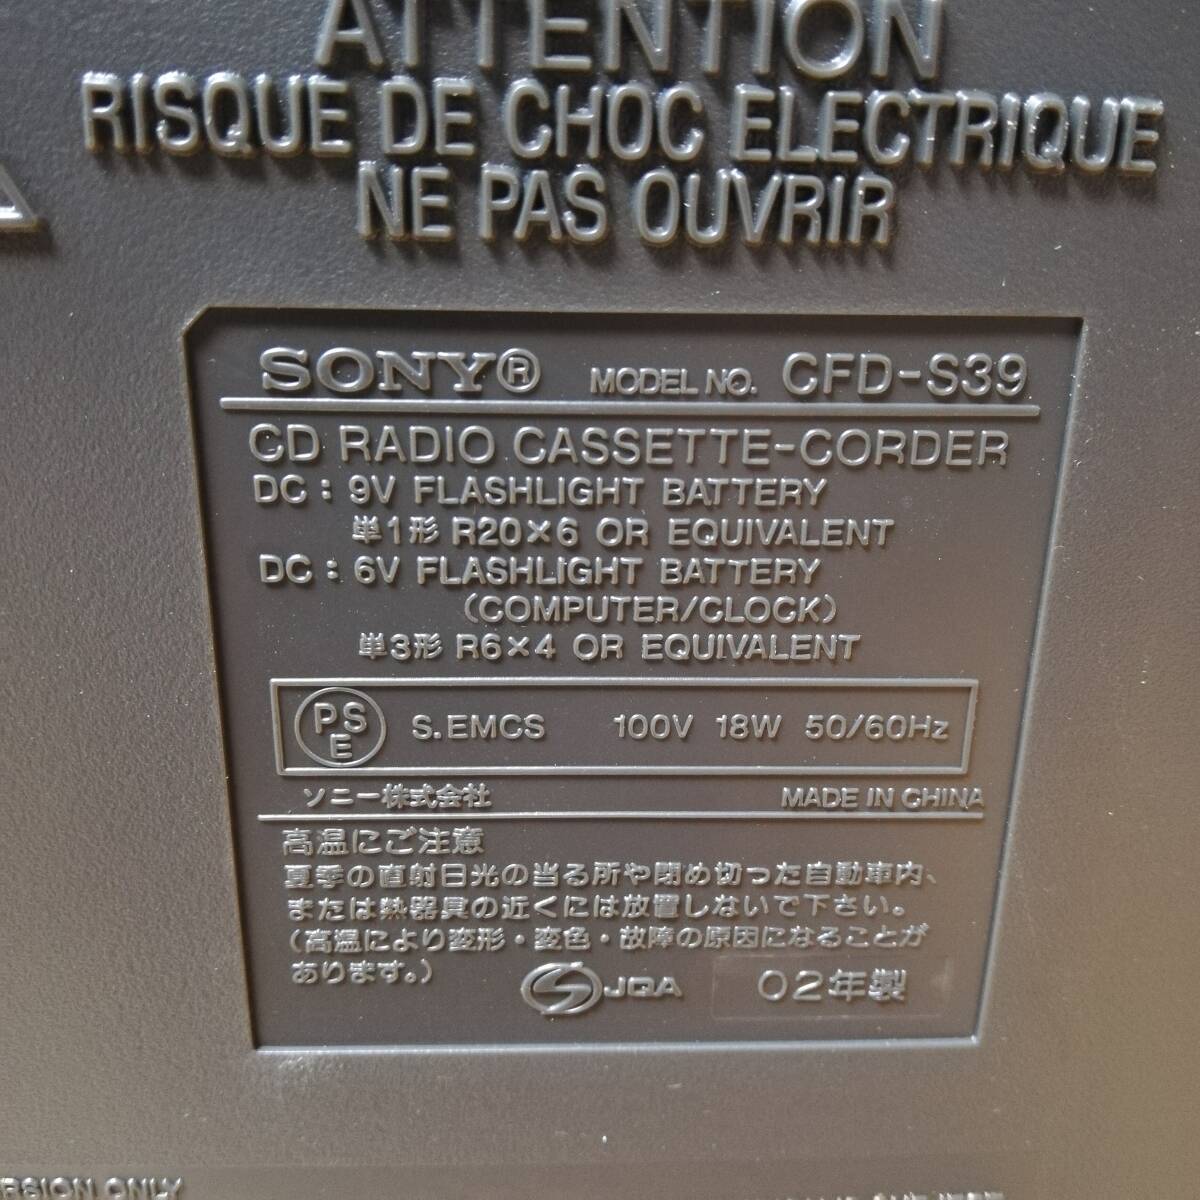 ATTENTION
RISQUE DE CHOC ELECTRIQUE
NE PAS OUVRIR
SONY® MODEL NO. CFD-S39
CD RADIO CASSETTE-CORDER
DC : 9V FLASHLIGHT BATTERY
単1形 R20×6 OR EQUIVALENT
DC : 6V FLASHLIGHT BATTERY
(COMPUTER/CLOCK)
単3形 R6×4 OR EQUIVALENT
PSE S.EMCS 100V 18W 50/60Hz
ソニー株式会社 MADE IN CHINA
高温にご注意
夏季の直射日光の当る所や閉め切った自動車内、
または熱器具の近くには放置しないで下さい。
(高温により変形・変色・故障の原因になることが
あります。)
S JQA 02年製
ONLY